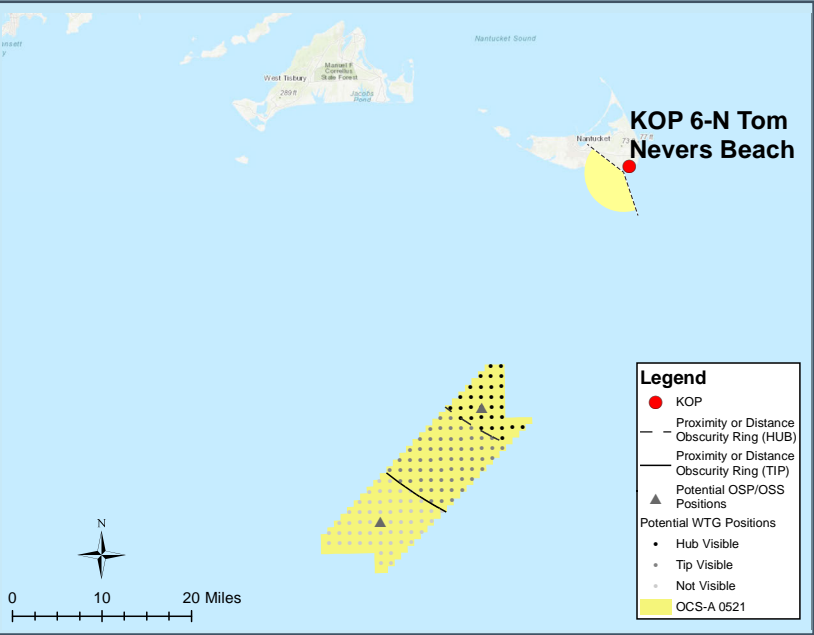 unsett
y
Nantucket Sound
Manuel F.
Correllus
State Forest
West Tisbury
289 ft
Jacobs
Pond
KOP 6-N Tom
Nantucket
Nevers Beach
Legend
KOP
Proximity or Distance
Obscurity Ring (HUB)
Proximity or Distance
Obscurity Ring (TIP)
Potential OSP/OSS
Positions
Potential WTG Positions
Hub Visible
Tip Visible
Not Visible
OCS-A 0521
N
0 10 20 Miles